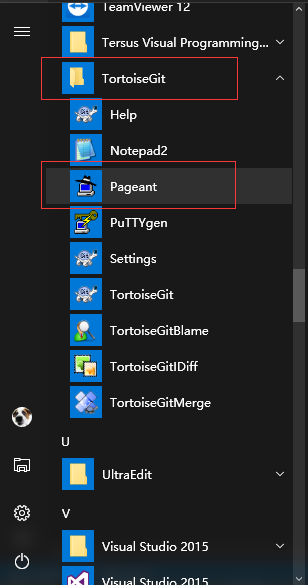 TeamViewer 12
Tersus Visual Programming...
TortoiseGit
Help
Notepad2
Pageant
PuTTYgen
Settings
TortoiseGit
TortoiseGitBlame
TortoiseGitIDiff
TortoiseGitMerge
U
UltraEdit
V
Visual Studio 2015
Visual Studio 2015